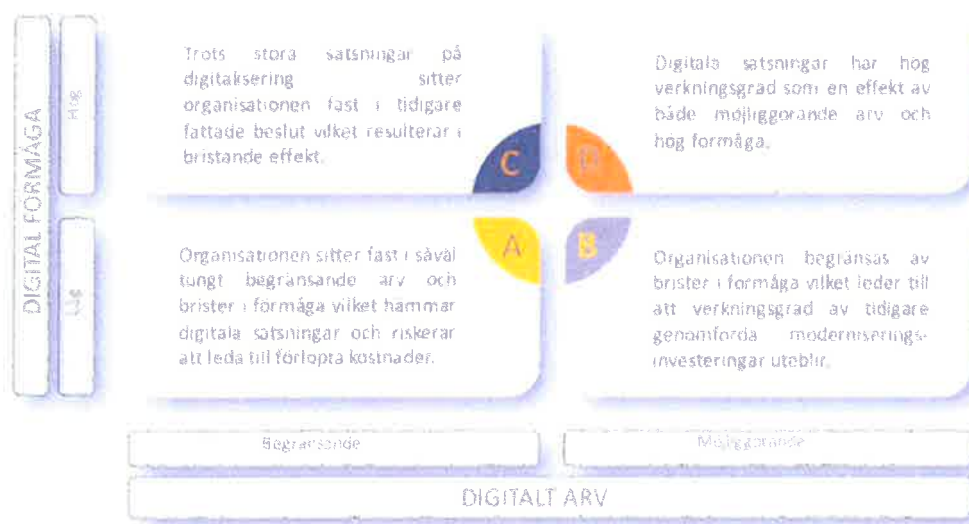 DIGITAL FORMÅGA
Hög
Låg
Trots stora satsningar på
digitalisering sitter
organisationen fast i tidigare
fattade beslut vilket resulterar i
bristande effekt.
C
Digitala satsningar har hög
verkningsgrad som en effekt av
både möjliggörande arv och
hög förmåga.
D
Organisationen sitter fast i såväl
tungt begränsande arv och
brister i förmåga vilket hämmar
digitala satsningar och riskerar
att leda till förlöpta kostnader.
A
B
Organisationen begränsas av
brister i förmåga vilket leder till
att verkningsgrad av tidigare
genomförda moderniserings-
investeringar uteblir.
Begränsande
Möjliggörande
DIGITALT ARV